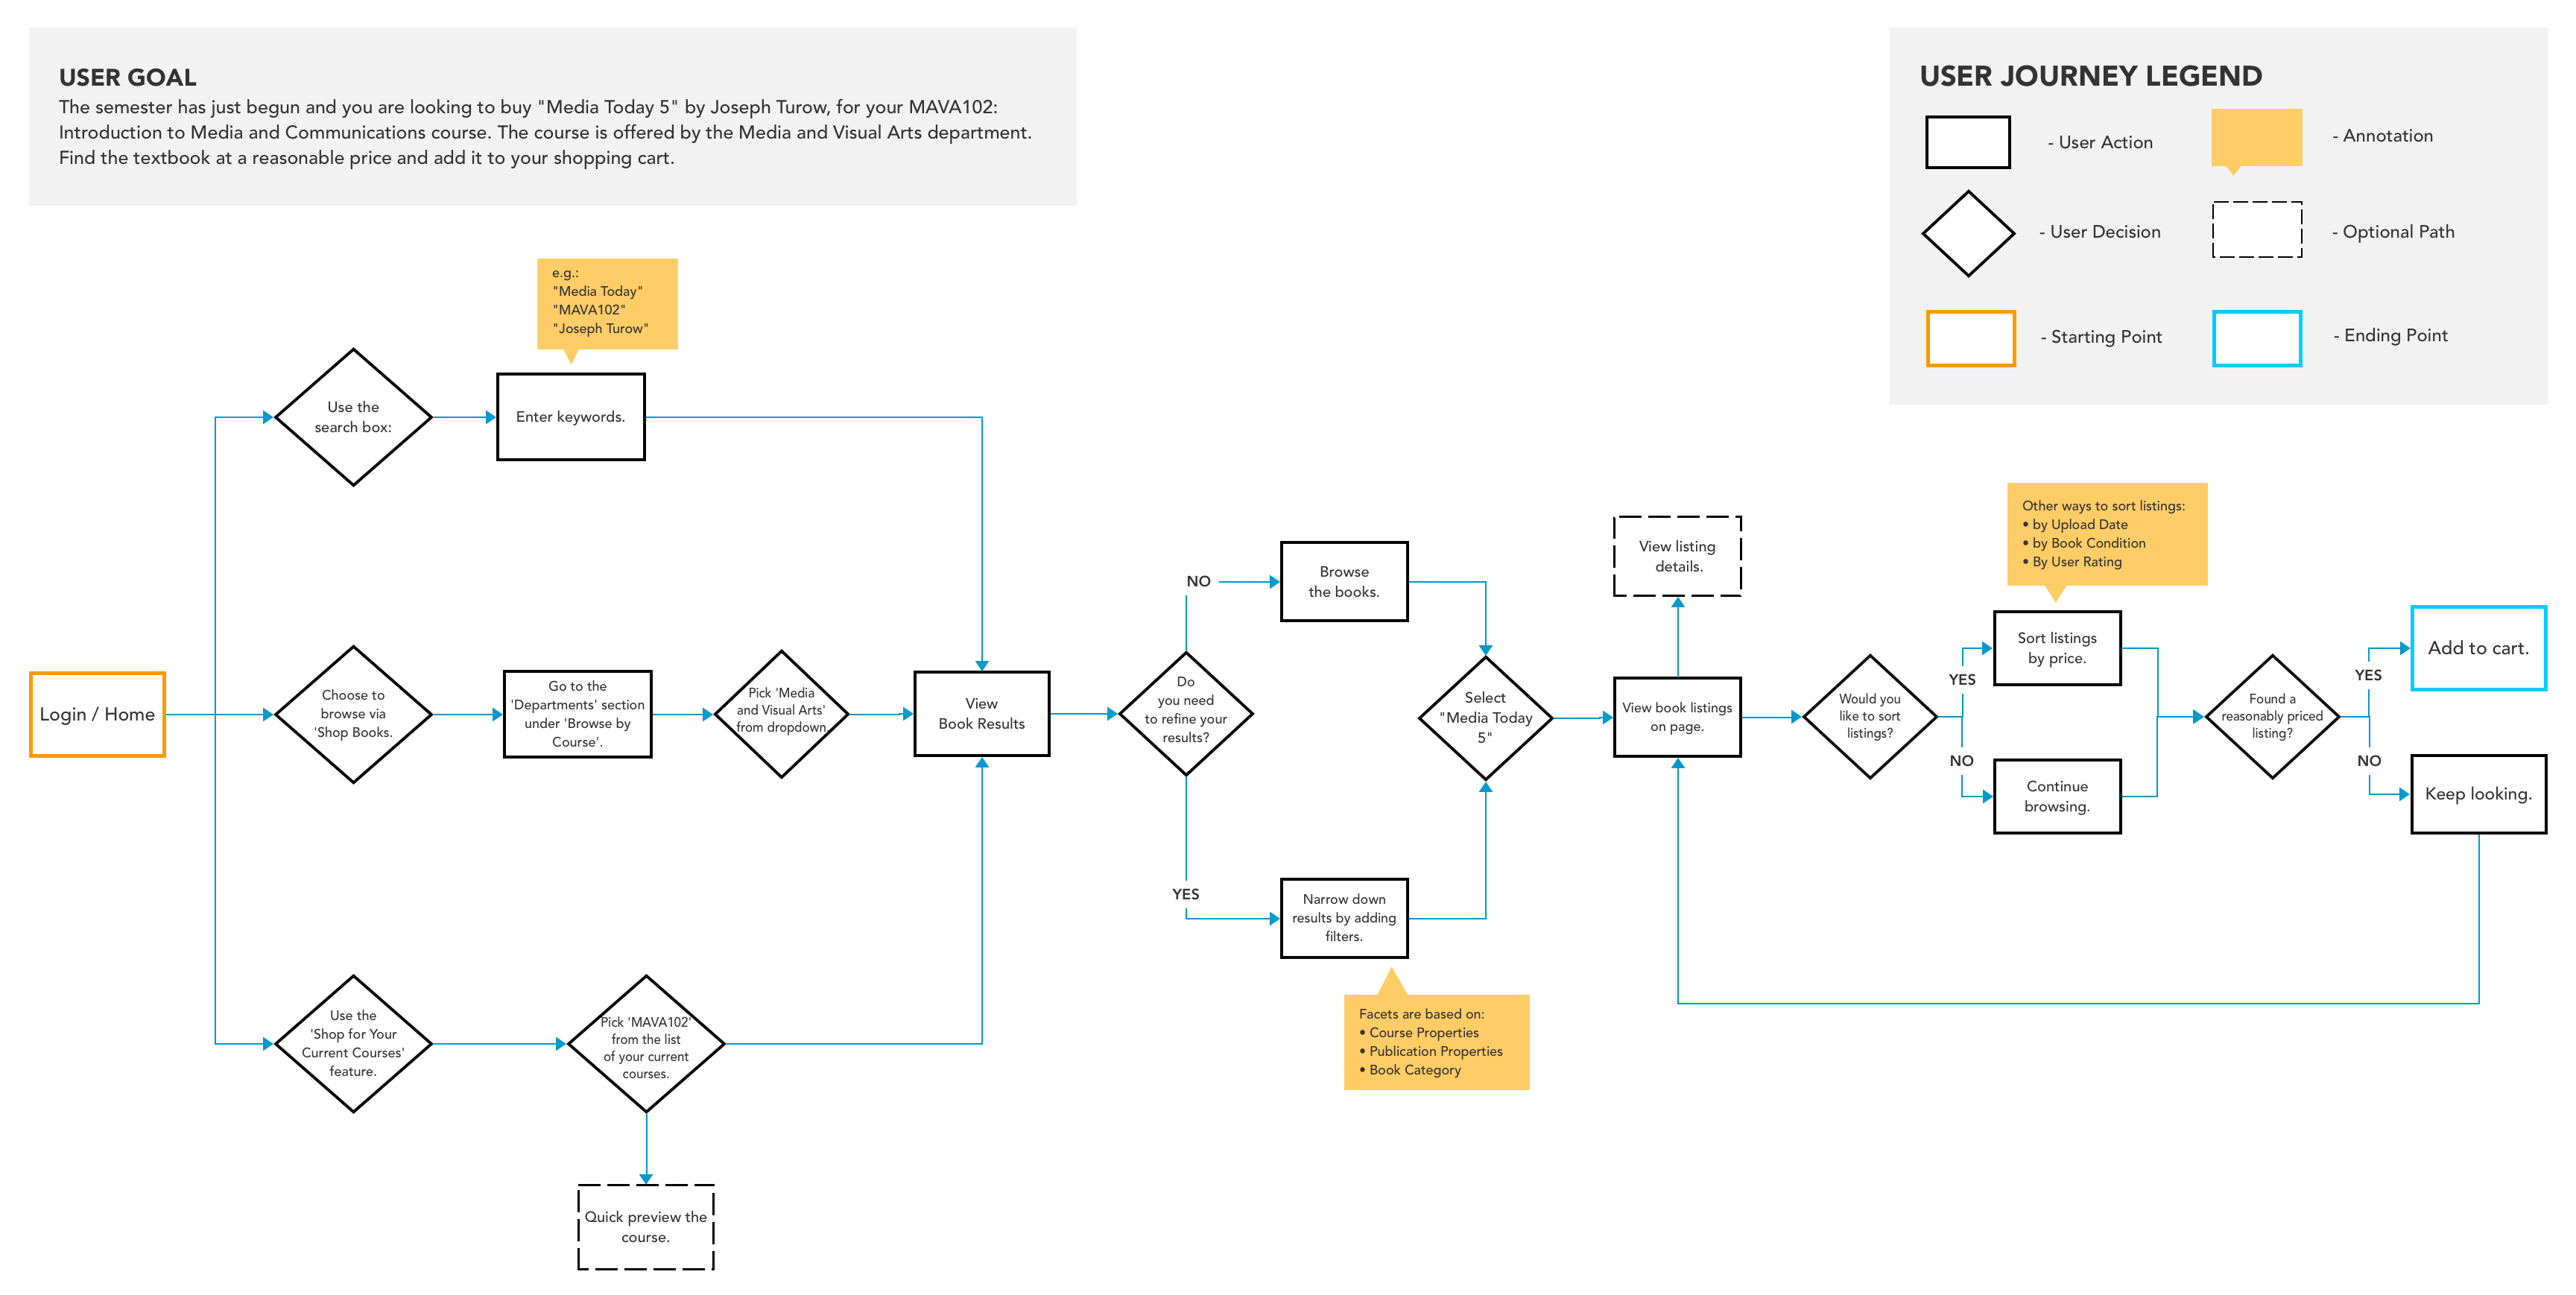 USER GOAL
The semester has just begun and you are looking to buy "Media Today 5" by Joseph Turow, for your MAVA102:
Introduction to Media and Communications course. The course is offered by the Media and Visual Arts department.
Find the textbook at a reasonable price and add it to your shopping cart.
USER JOURNEY LEGEND
- User Action
- Annotation
- User Decision
- Optional Path
- Starting Point
- Ending Point
e.g.:
"Media Today"
"MAVA102"
"Joseph Turow"
Use the
search box:
Enter keywords.
Login / Home
Choose to
browse via
'Shop Books.
Go to the
'Departments' section
under 'Browse by
Course'.
Pick 'Media
and Visual Arts'
from dropdown.
View
Book Results
Use the
'Shop for Your
Current Courses'
feature.
Pick 'MAVA102'
from the list
of your current
courses.
Quick preview the
course.
Do
you need
to refine your
results?
NO
Browse
the books.
YES
Narrow down
results by adding
filters.
Facets are based on:
• Course Properties
• Publication Properties
• Book Category
Select
"Media Today
5"
View listing
details.
View book listings
on page.
Would you
like to sort
listings?
Other ways to sort listings:
• by Upload Date
• by Book Condition
• By User Rating
YES
Sort listings
by price.
NO
Continue
browsing.
Found a
reasonably priced
listing?
YES
Add to cart.
NO
Keep looking.